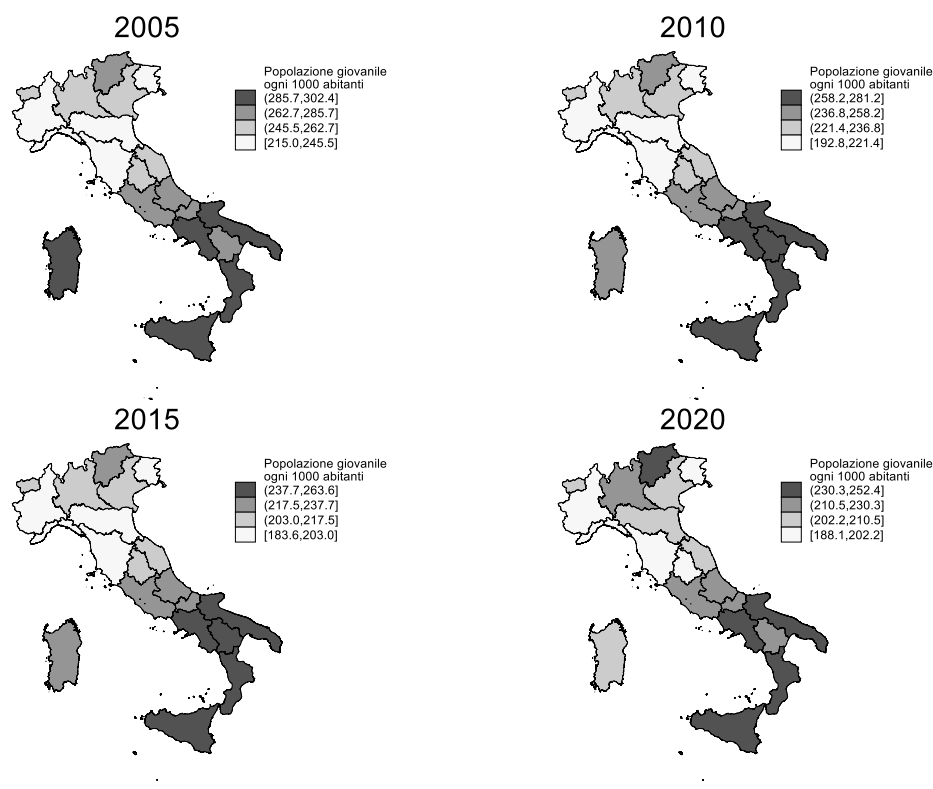 2005
Popolazione giovanile
ogni 1000 abitanti
(285.7,302.4]
(262.7,285.7]
(245.5,262.7]
[215.0,245.5]
2010
Popolazione giovanile
ogni 1000 abitanti
(258.2,281.2]
(236.8,258.2]
(221.4,236.8]
[192.8,221.4]
2015
Popolazione giovanile
ogni 1000 abitanti
(237.7,263.6]
(217.5,237.7]
(203.0,217.5]
[183.6,203.0]
2020
Popolazione giovanile
ogni 1000 abitanti
(230.3,252.4]
(210.5,230.3]
(202.2,210.5]
[188.1,202.2]